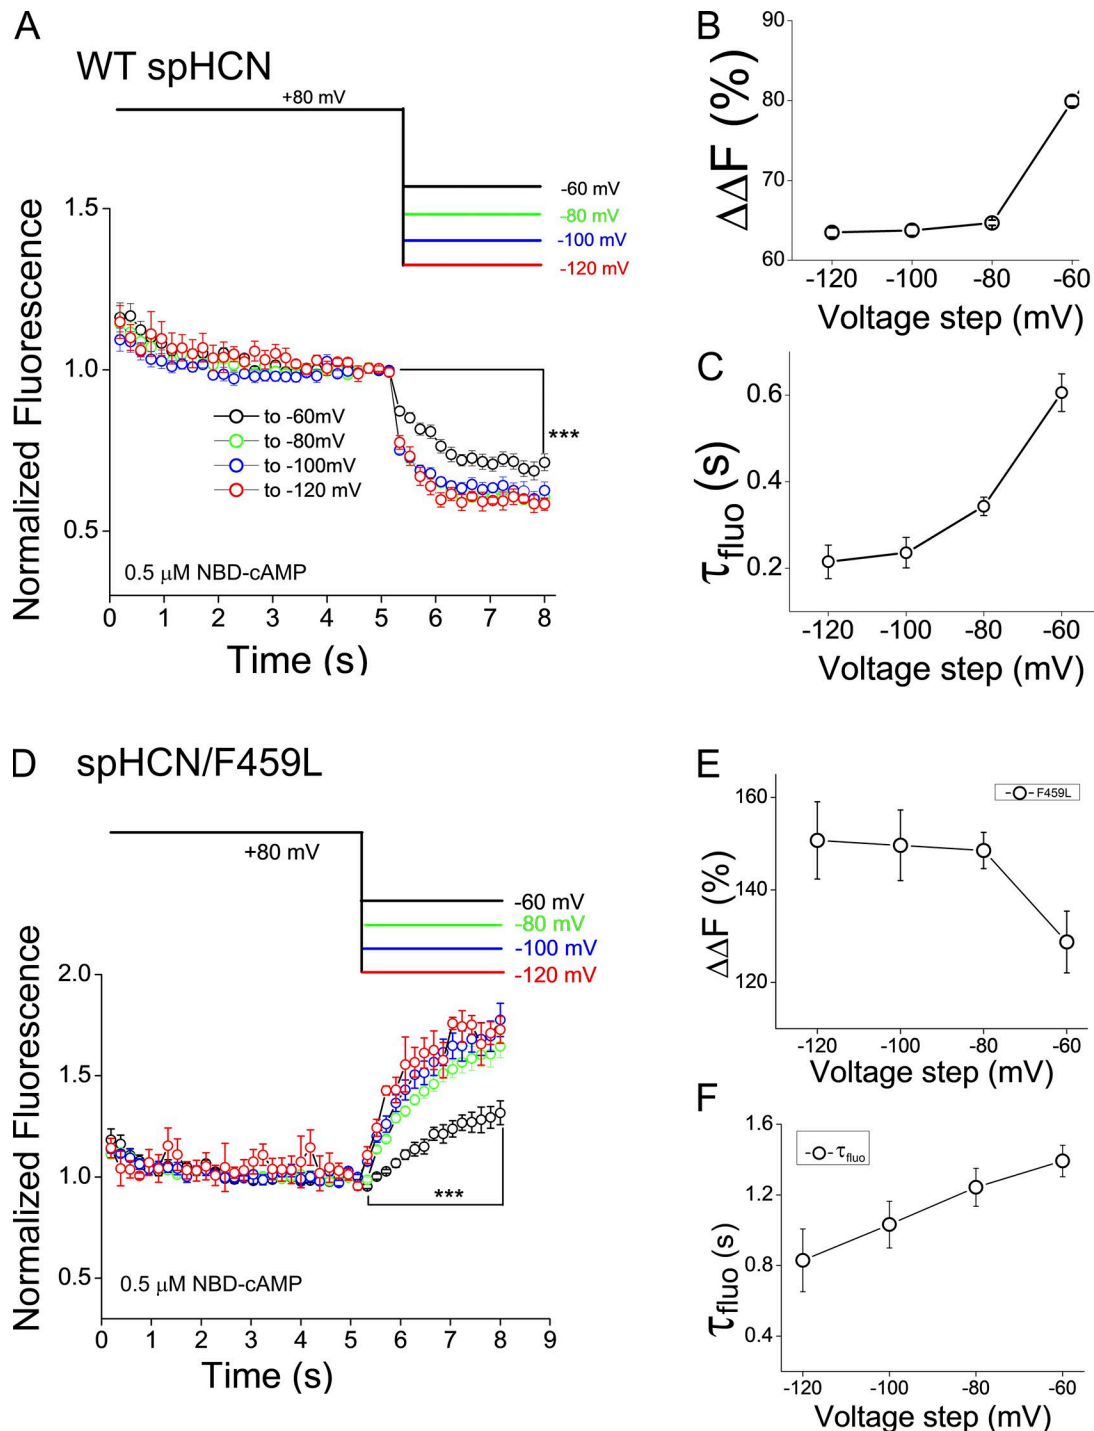 A
WT spHCN
+80 mV
-60 mV
-80 mV
-100 mV
-120 mV
Normalized Fluorescence
1.5
1.0
0.5
to -60mV
to -80mV
to -100mV
to -120 mV
***
0.5 μM NBD-cAMP
0 1 2 3 4 5 6 7 8
Time (s)
B
ΔΔF (%)
90
80
70
60
-120 -100 -80 -60
Voltage step (mV)
C
τfluo (s)
0.6
0.4
0.2
-120 -100 -80 -60
Voltage step (mV)
D spHCN/F459L
+80 mV
-60 mV
-80 mV
-100 mV
-120 mV
Normalized Fluorescence
2.0
1.5
1.0
0.5
***
0.5 μM NBD-cAMP
0 1 2 3 4 5 6 7 8 9
Time (s)
E
ΔΔF (%)
160
140
120
F459L
-120 -100 -80 -60
Voltage step (mV)
F
τfluo (s)
1.6
1.2
0.8
0.4
τfluo
-120 -100 -80 -60
Voltage step (mV)